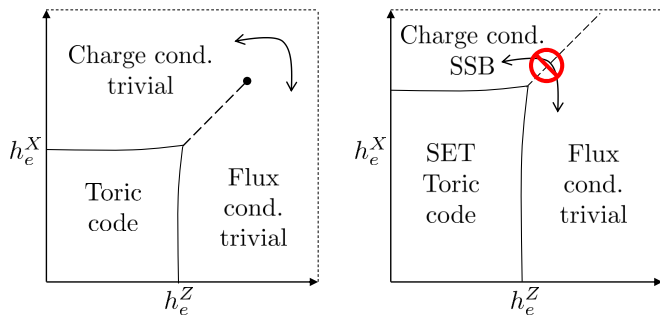 Charge cond.
trivial
$h_e^X$
Toric
code
Flux
cond.
trivial
$h_e^Z$
Charge cond.
SSB
$h_e^X$
SET
Toric
code
Flux
cond.
trivial
$h_e^Z$